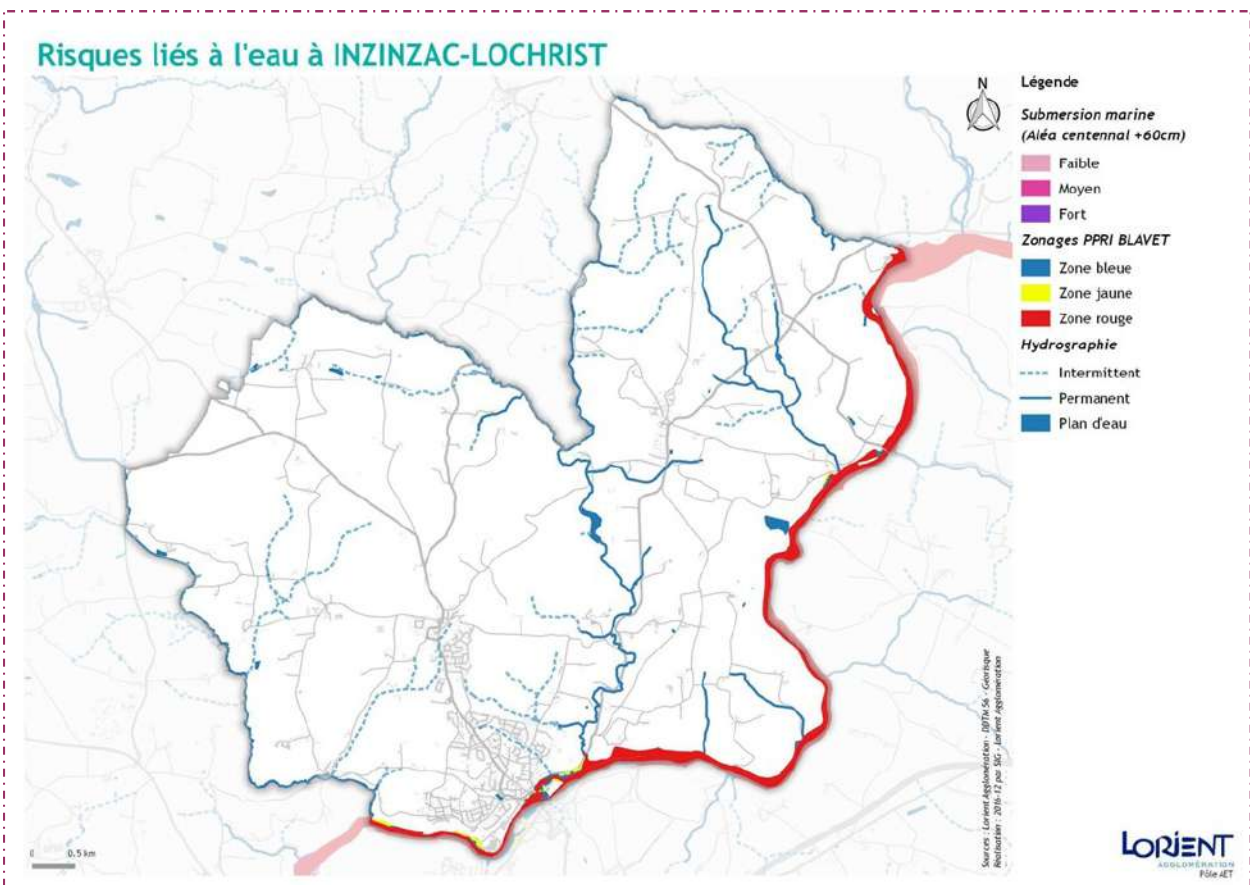 Risques liés à l'eau à INZINZAC-LOCHRIST
N
Légende
Submersion marine
(Aléa centennal +60cm)
Faible
Moyen
Fort
Zonages PPRI BLAVET
Zone bleue
Zone jaune
Zone rouge
Hydrographie
Intermittent
Permanent
Plan d'eau
Sources : Lorient Agglomération - DDTM 56 - Géorisque
Réalisation : 2016-12 par SIG - Lorient Agglomération
0.5 km
LORIENT
AGGLOMÉRATION
Pôle AET